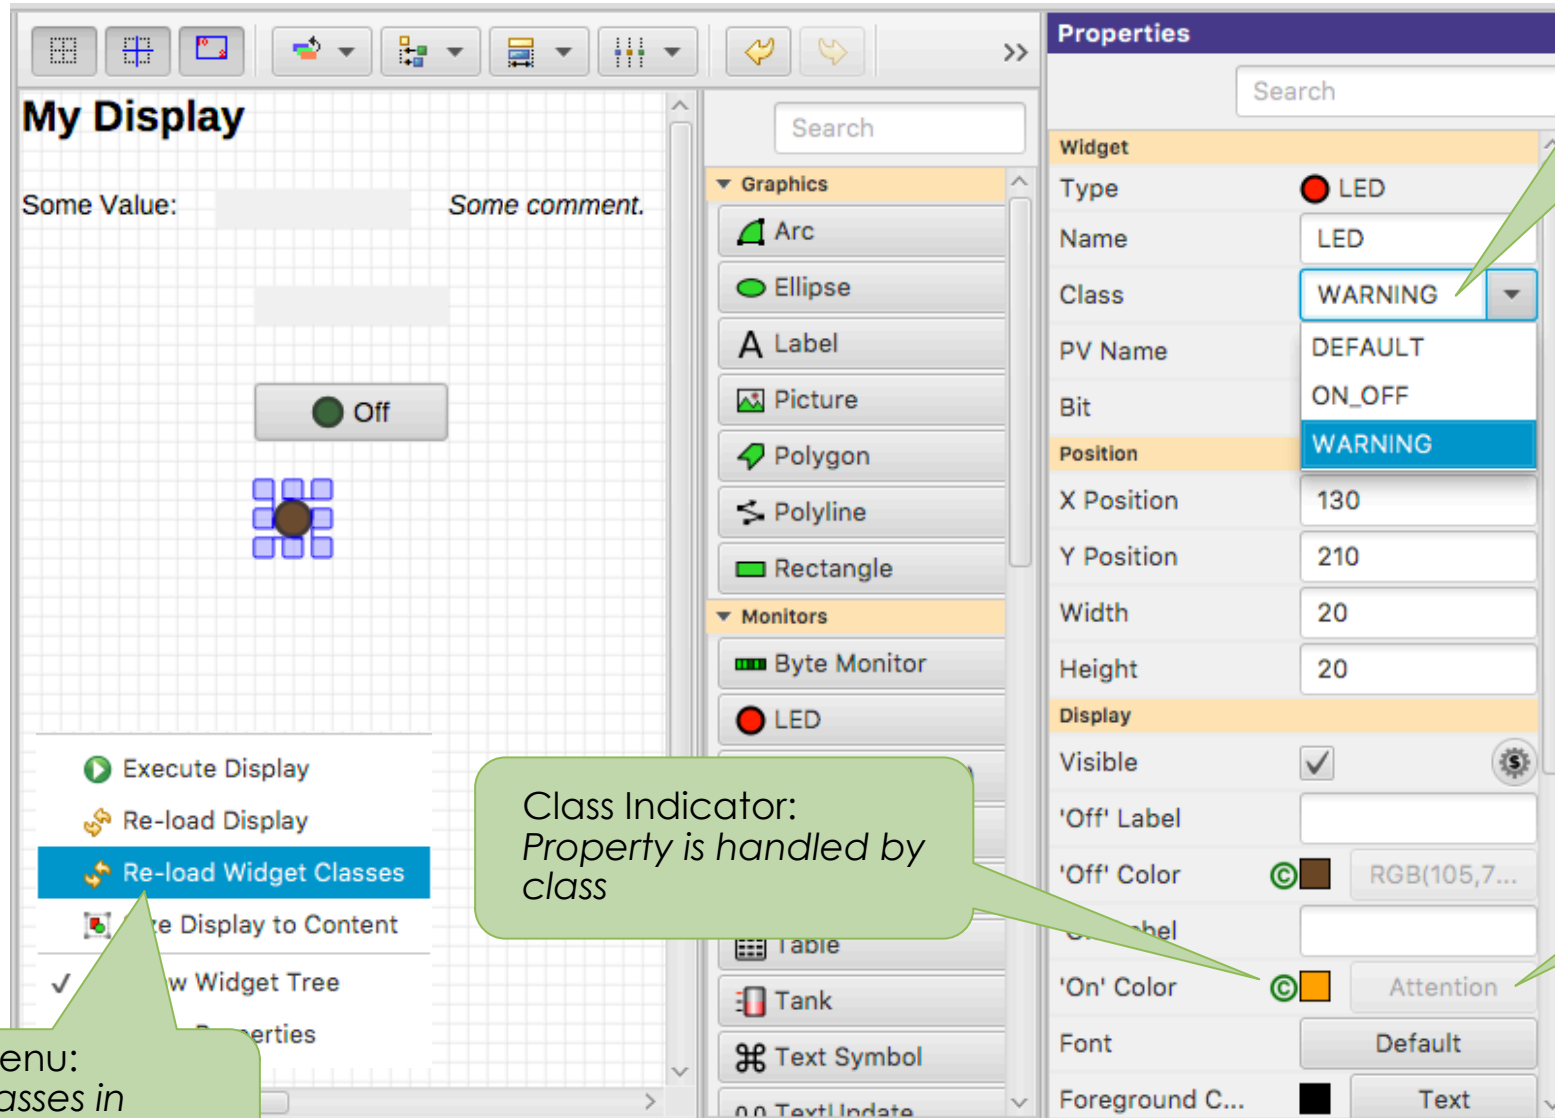 My Display
Some Value:
Some comment.
Off
Execute Display
Re-load Display
Re-load Widget Classes
Display to Content
Widget Tree
enu:
asses in
Class Indicator:
Property is handled by
class
Search
Graphics
Arc
Ellipse
Label
Picture
Polygon
Polyline
Rectangle
Monitors
Byte Monitor
LED
Table
Tank
Text Symbol
TextUpdate
Properties
Search
Widget
Type LED
Name LED
Class WARNING
PV Name DEFAULT
Bit ON_OFF
WARNING
Position
X Position 130
Y Position 210
Width 20
Height 20
Display
Visible
'Off' Label
'Off' Color © RGB(105,7...
'On' Color © Attention
Font Default
Foreground C... Text